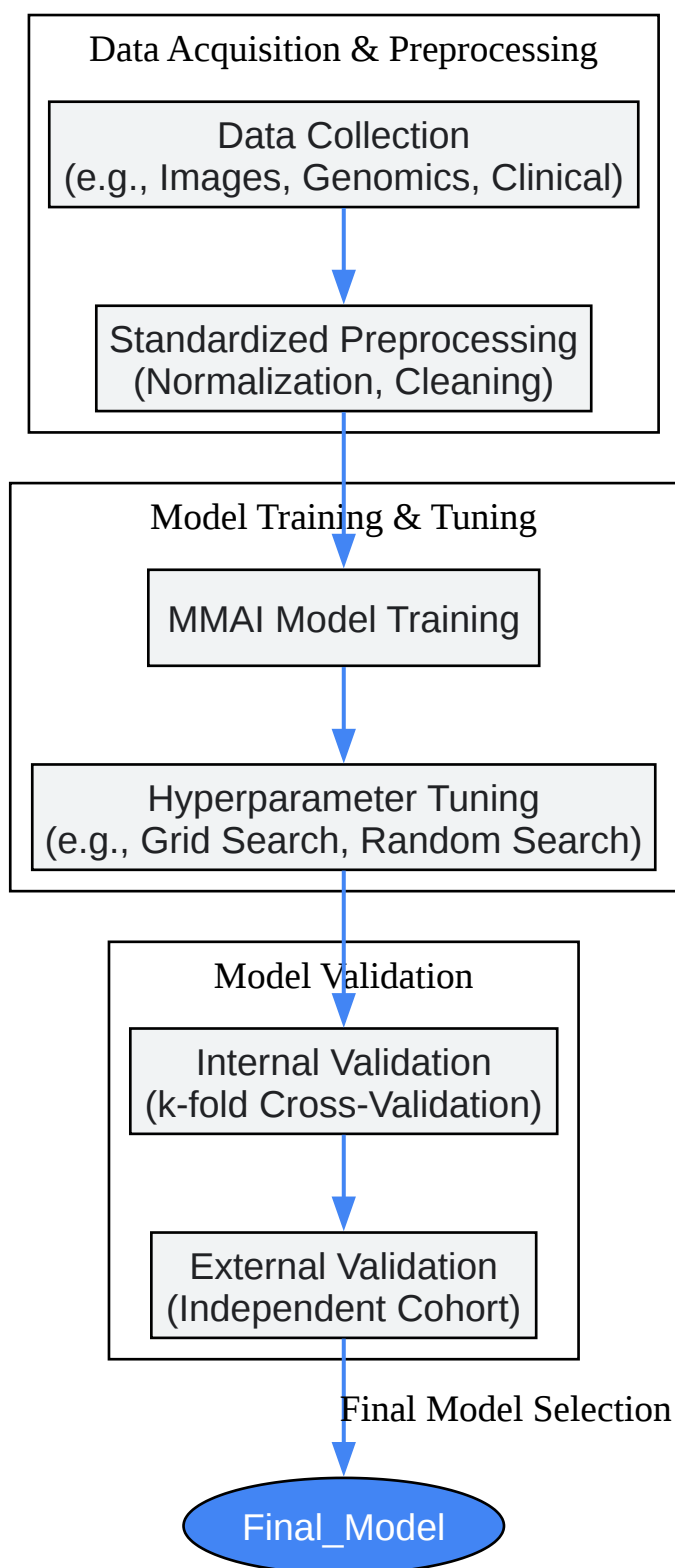 Data Acquisition & Preprocessing
Data Collection
(e.g., Images, Genomics, Clinical)
Standardized Preprocessing
(Normalization, Cleaning)
Model Training & Tuning
MMAI Model Training
Hyperparameter Tuning
(e.g., Grid Search, Random Search)
Model Validation
Internal Validation
(k-fold Cross-Validation)
External Validation
(Independent Cohort)
Final Model Selection
Final_Model